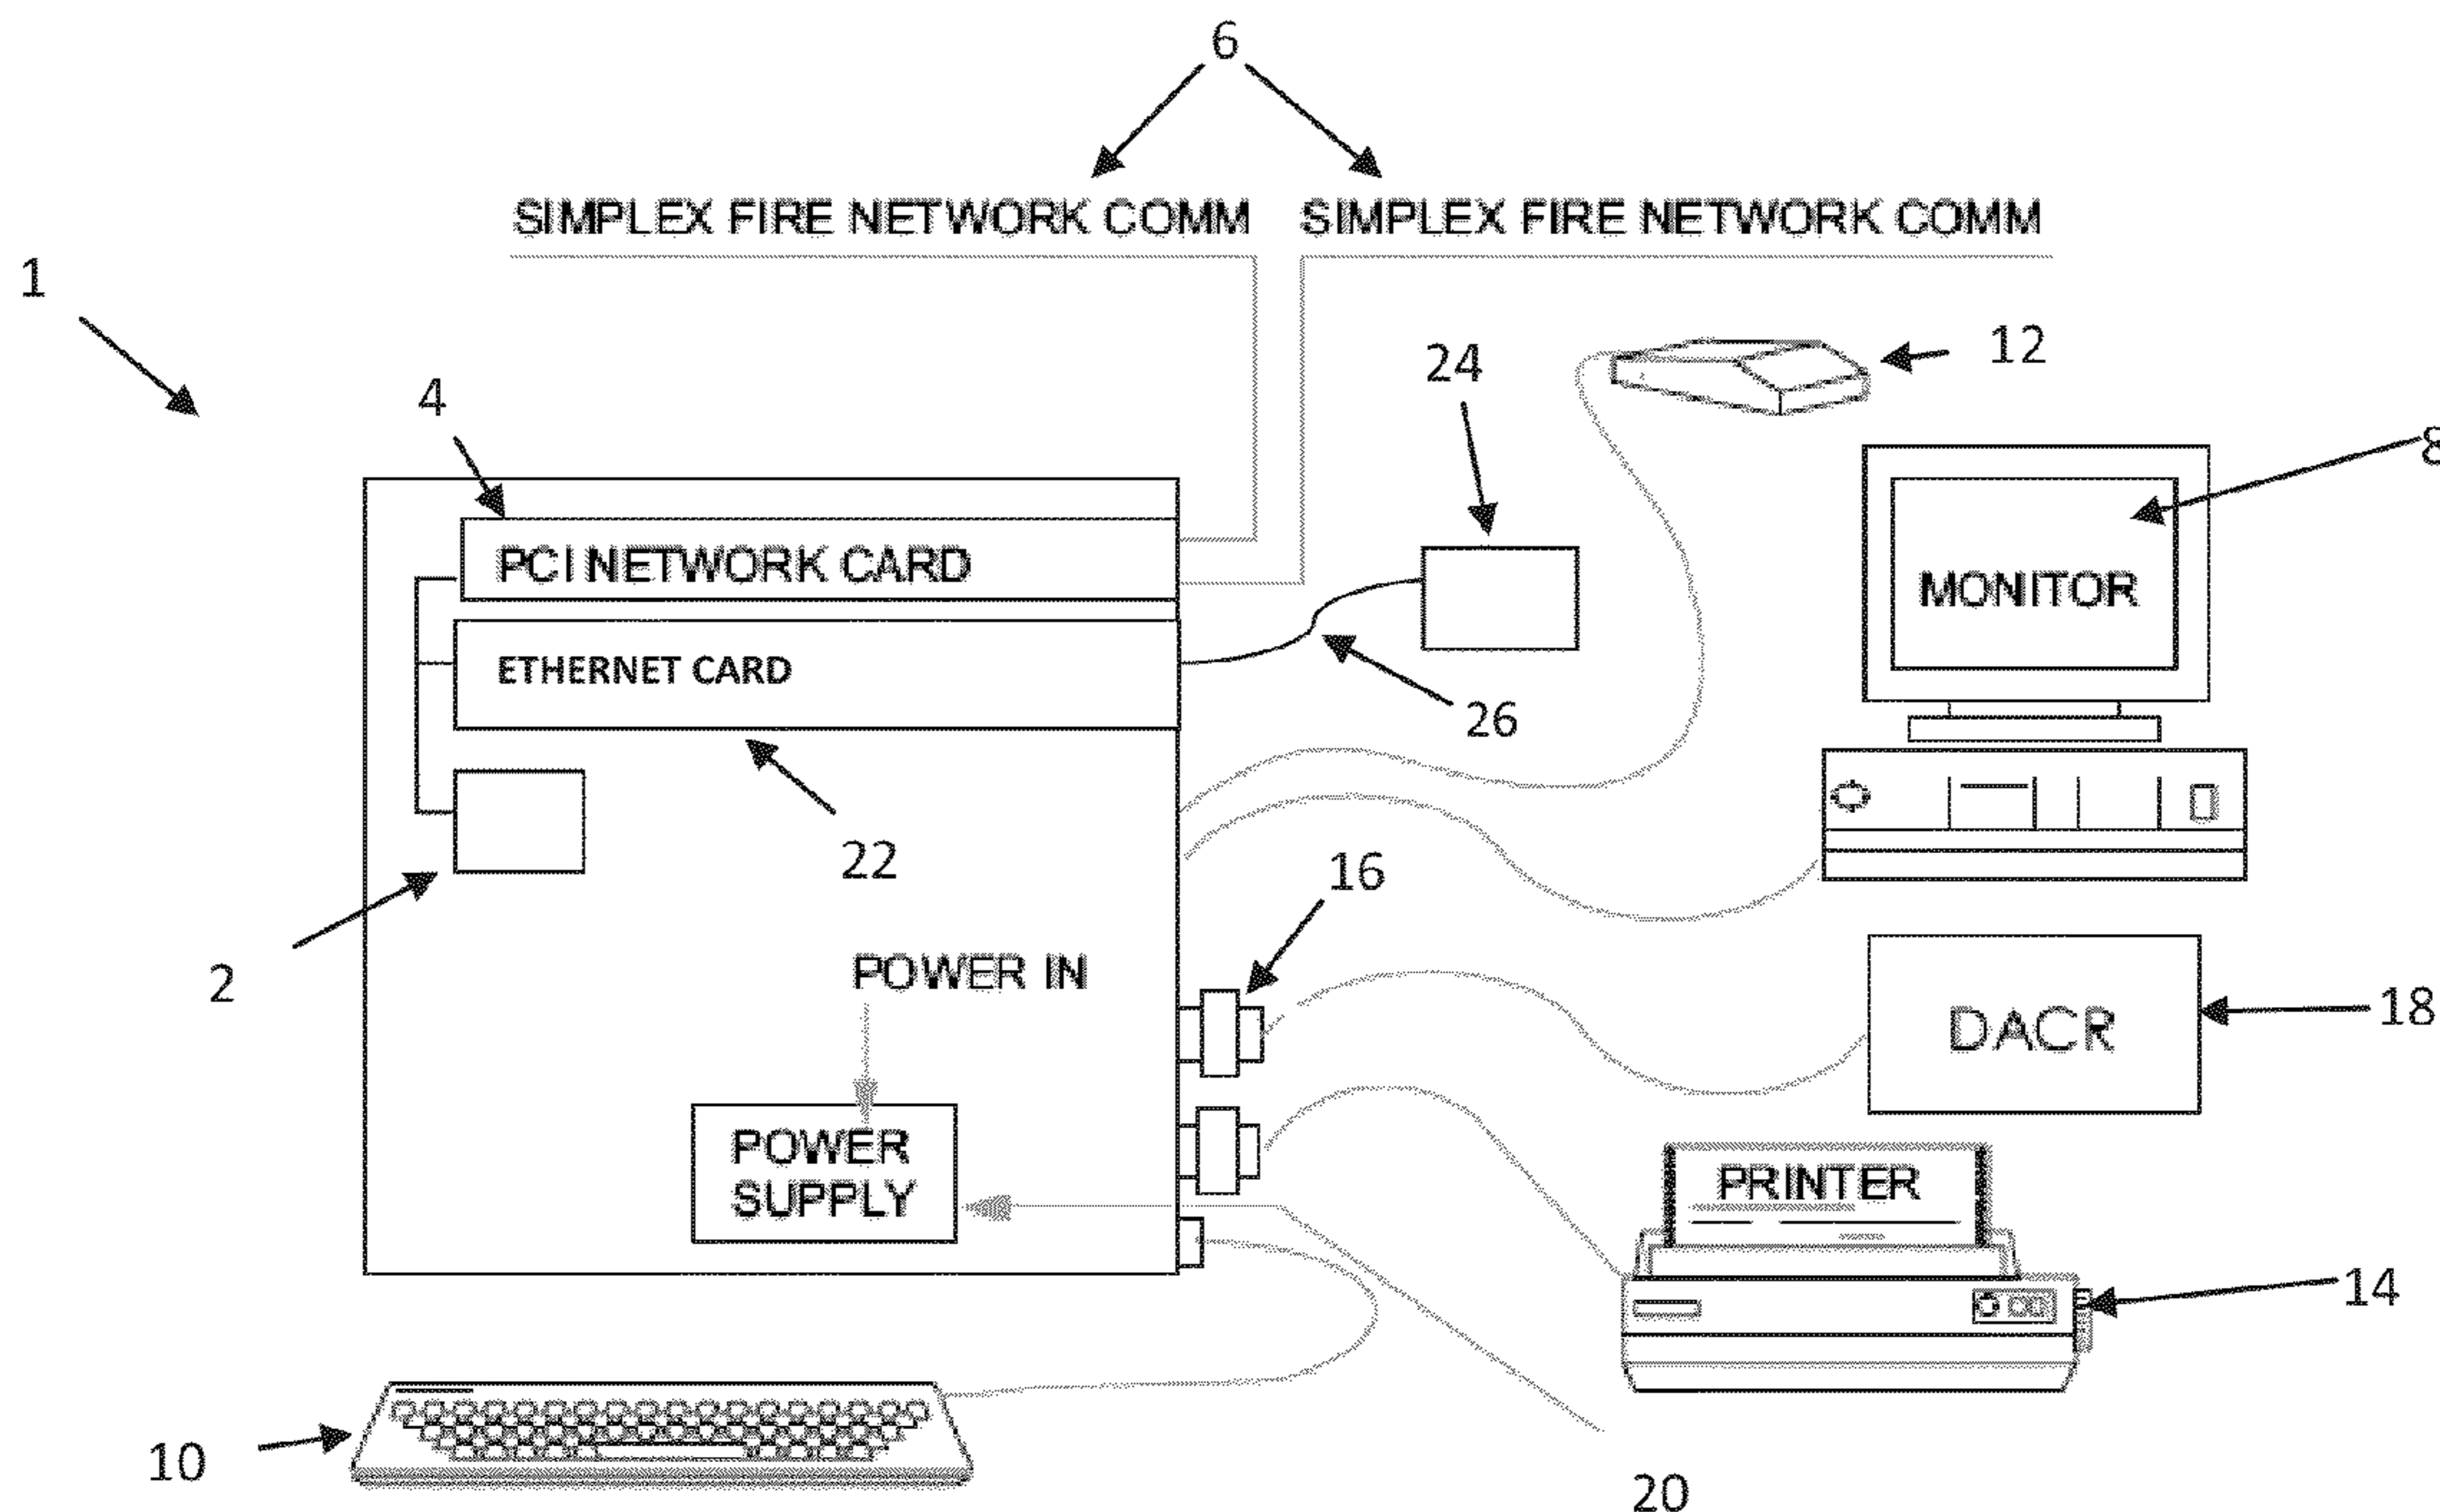 6
SIMPLEX FIRE NETWORK COMM SIMPLEX FIRE NETWORK COMM
1
12
24
4
8
PCI NETWORK CARD
MONITOR
ETHERNET CARD
26
22
16
2
POWER IN
18
DACR
POWER
SUPPLY
PRINTER
14
10
20